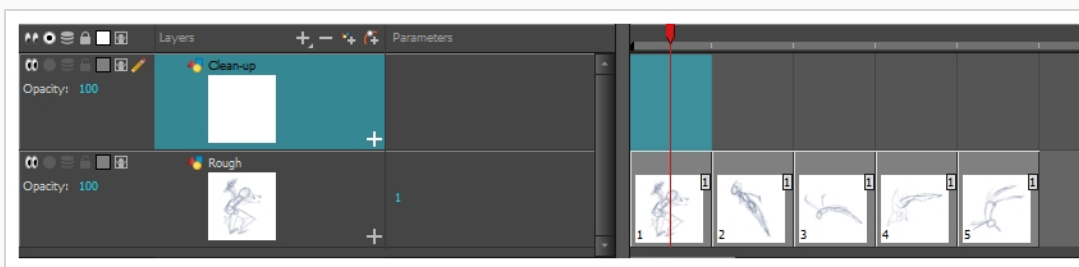 Layers
Parameters
Clean-up
Opacity: 100
Rough
Opacity: 100
1
1 1 1 1 1
1 2 3 4 5